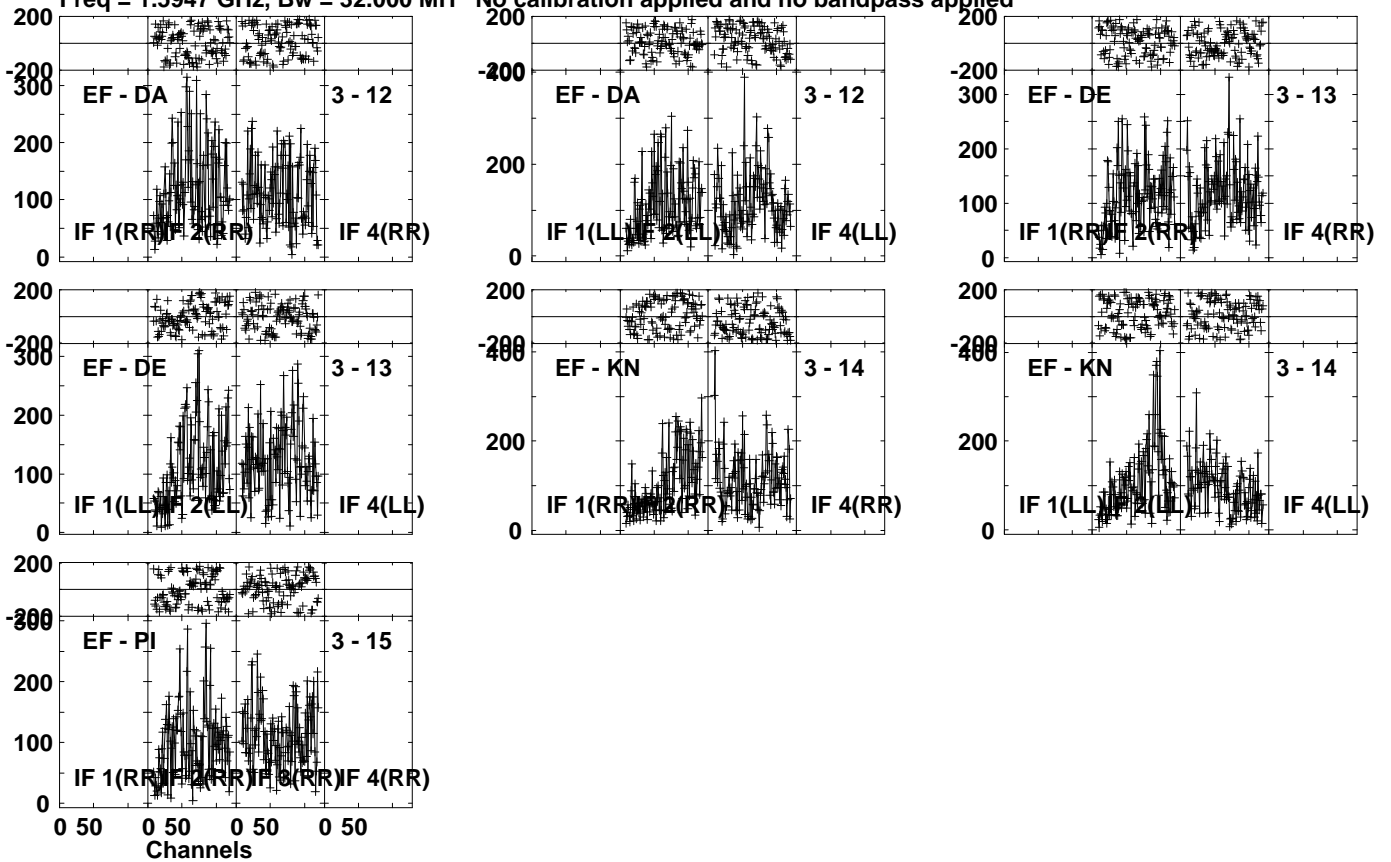 Freq = 1.5947 GHz, Bw = 32.000 MH No calibration applied and no bandpass applied
200 200 200
-200 -200 -200
300 400 300
EF - DA 3 - 12 EF - DA 3 - 12 EF - DE 3 - 13
200 200 200
100 100
IF 1(RR) IF 2(RR) IF 4(RR) IF 1(LL) IF 2(LL) IF 4(LL) IF 1(RR) IF 2(RR) IF 4(RR)
0 0 0
200 200 200
-200 -200 -200
300 400 400
EF - DE 3 - 13 EF - KN 3 - 14 EF - KN 3 - 14
200 200 200
100
IF 1(LL) IF 2(LL) IF 4(LL) IF 1(RR) IF 2(RR) IF 4(RR) IF 1(LL) IF 2(LL) IF 4(LL)
0 0 0
200
-200
300
EF - PI 3 - 15
200
100
IF 1(RR) IF 2(RR) IF 3(RR) IF 4(RR)
0
0 50 0 50 0 50 0 50
Channels